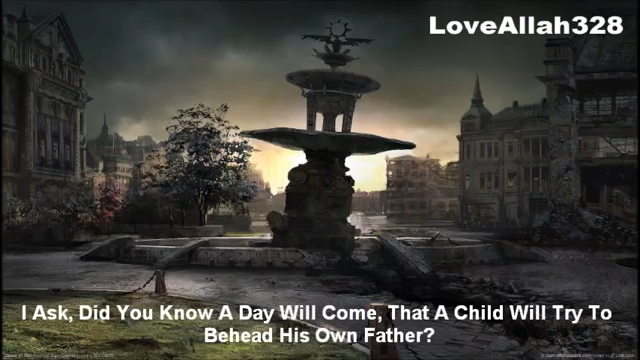 LoveAllah328
I Ask, Did You Know A Day Will Come, That A Child Will Try To
Behead His Own Father?